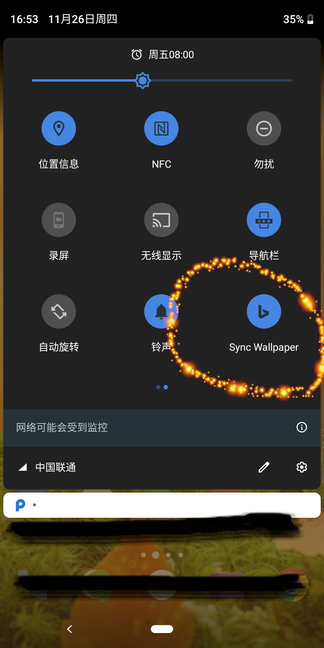 16:53 11月26日周四 35%
周五08:00
位置信息 NFC 勿扰
录屏 无线显示 导航栏
自动旋转 铃声 Sync Wallpaper
网络可能会受到监控
中国联通